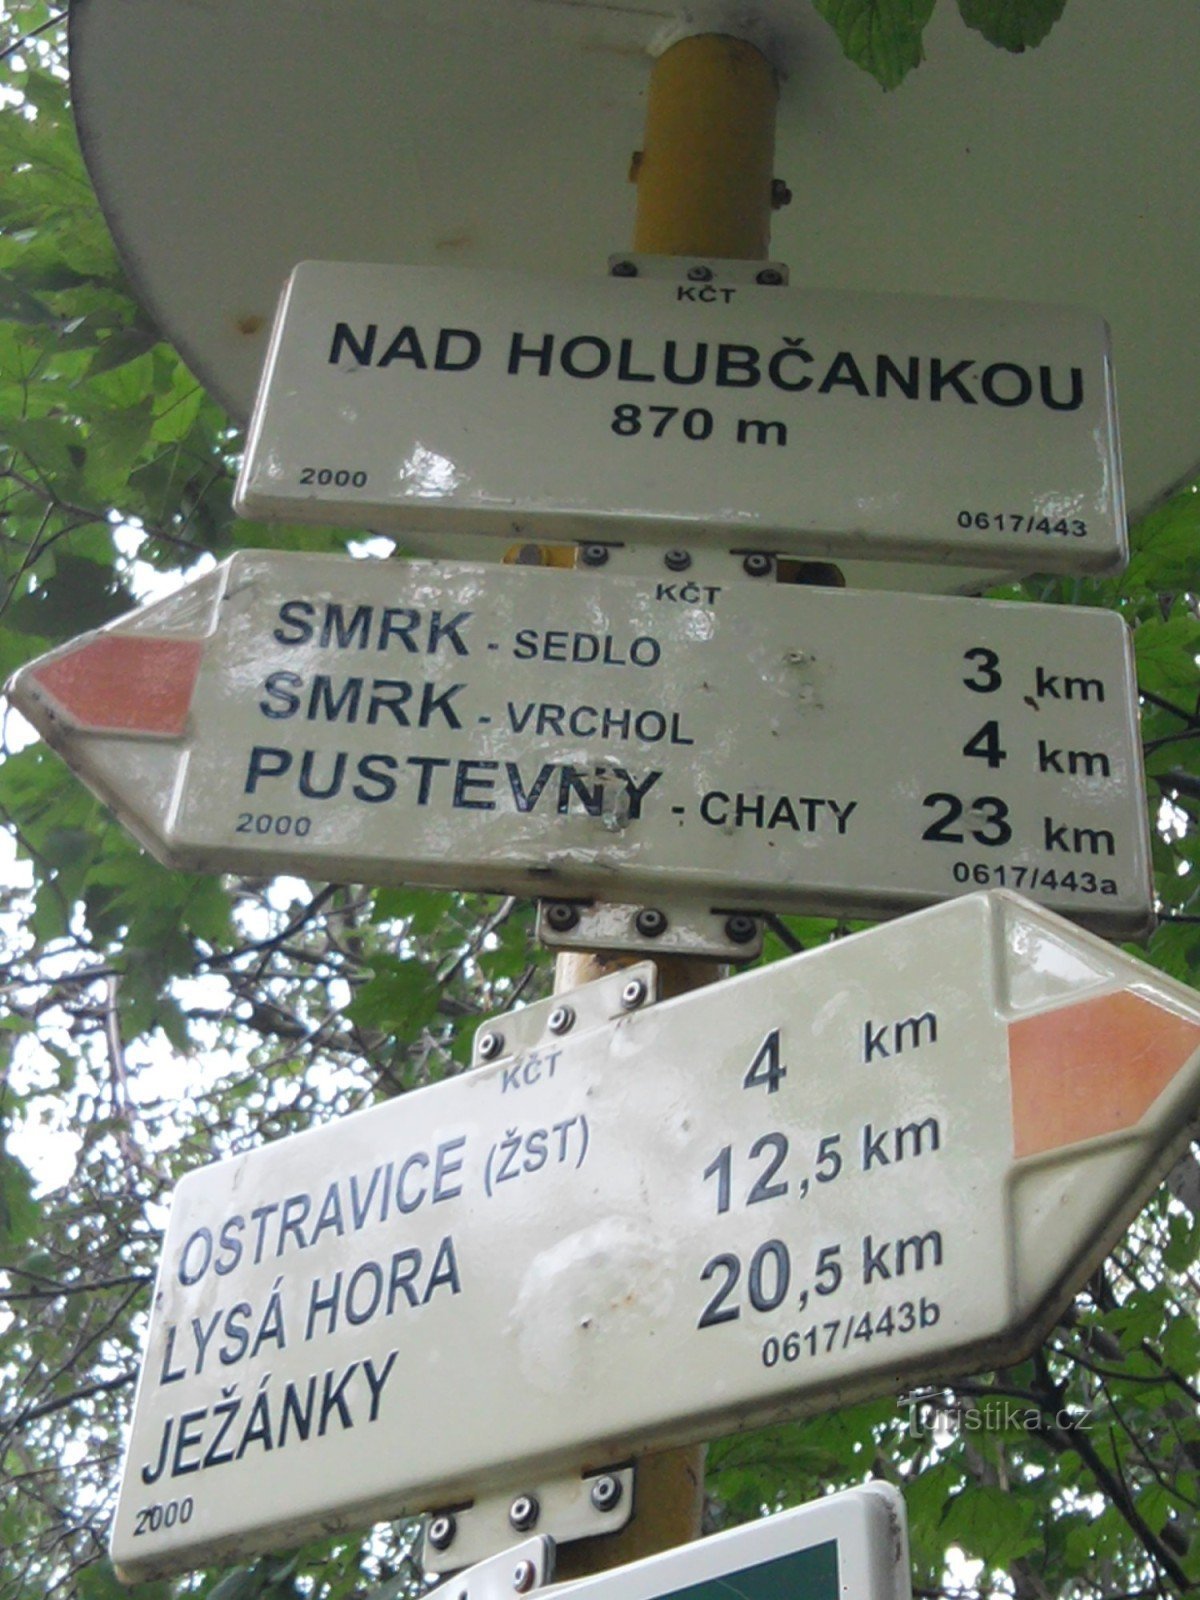 KČT
NAD HOLUBČANKOU
870 m
2000 0617/443
KČT
SMRK - SEDLO 3 km
SMRK - VRCHOL 4 km
PUSTEVNY - CHATY 23 km
2000 0617/443a
KČT
OSTRAVICE (ŽST) 4 km
LYSÁ HORA 12,5 km
JEŽÁNKY 20,5 km
2000 0617/443b
Turistika.cz